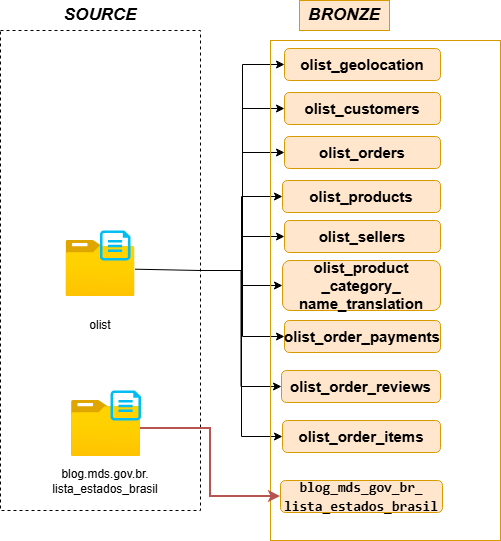 SOURCE
BRONZE
olist_geolocation
olist_customers
olist_orders
olist_products
olist_sellers
olist_product
_category_
name_translation
olist_order_payments
olist_order_reviews
olist_order_items
blog_mds_gov_br_
lista_estados_brasil
olist
blog.mds.gov.br.
lista_estados_brasil